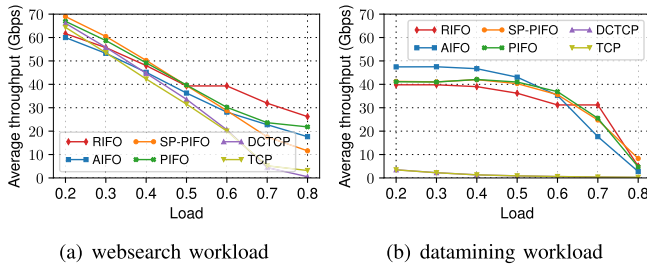 Average throughput (Gbps)
70
60
50
40
30
20
10
0
RIFO
AIFO
SP-PIFO
PIFO
DCTCP
TCP
0.2 0.3 0.4 0.5 0.6 0.7 0.8
Load
(a) websearch workload
Average throughput (Gbps)
70
60
50
40
30
20
10
0
RIFO
AIFO
SP-PIFO
PIFO
DCTCP
TCP
0.2 0.3 0.4 0.5 0.6 0.7 0.8
Load
(b) datamining workload